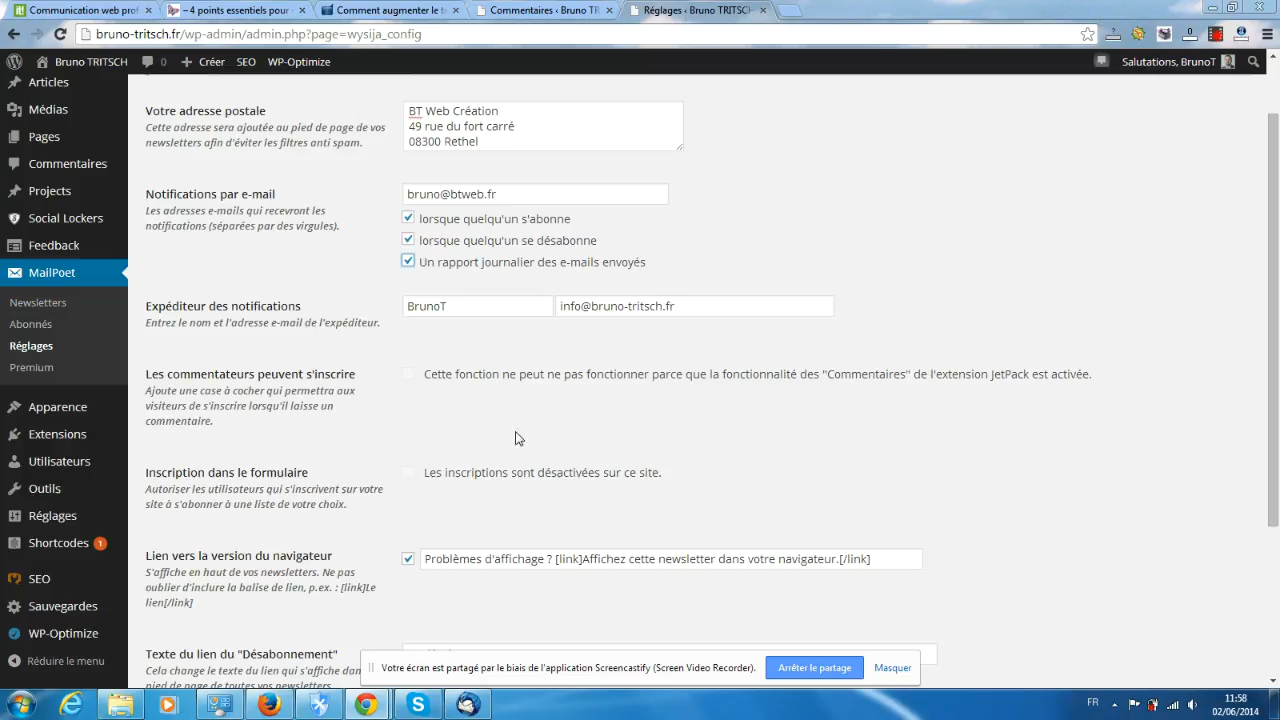 Communication web prof
– 4 points essentiels pour
Comment augmenter le t
Commentaires ‹ Bruno TR
Réglages ‹ Bruno TRITSCH
bruno-tritsch.fr/wp-admin/admin.php?page=wysija_config
Bruno TRITSCH
0
Créer
SEO
WP-Optimize
Salutations, BrunoT
Articles
Médias
Pages
Commentaires
Projects
Social Lockers
Feedback
MailPoet
Newsletters
Abonnés
Réglages
Premium
Apparence
Extensions
Utilisateurs
Outils
Réglages
Shortcodes 1
SEO
Sauvegardes
WP-Optimize
Réduire le menu
Votre adresse postale
Cette adresse sera ajoutée au pied de page de vos
newsletters afin d'éviter les filtres anti spam.
BT Web Création
49 rue du fort carré
08300 Rethel
Notifications par e-mail
Les adresses e-mails qui recevront les
notifications (séparées par des virgules).
bruno@btweb.fr
lorsque quelqu'un s'abonne
lorsque quelqu'un se désabonne
Un rapport journalier des e-mails envoyés
Expéditeur des notifications
Entrez le nom et l'adresse e-mail de l'expéditeur.
BrunoT
info@bruno-tritsch.fr
Les commentateurs peuvent s'inscrire
Ajoute une case à cocher qui permettra aux
visiteurs de s'inscrire lorsqu'il laisse un
commentaire.
Cette fonction ne peut ne pas fonctionner parce que la fonctionnalité des "Commentaires" de l'extension JetPack est activée.
Inscription dans le formulaire
Autoriser les utilisateurs qui s'inscrivent sur votre
site à s'abonner à une liste de votre choix.
Les inscriptions sont désactivées sur ce site.
Lien vers la version du navigateur
S'affiche en haut de vos newsletters. Ne pas
oublier d'inclure la balise de lien, p.ex. : [link]Le
lien[/link]
Problèmes d'affichage ? [link]Affichez cette newsletter dans votre navigateur.[/link]
Texte du lien du "Désabonnement"
Cela change le texte du lien qui s'affiche dan
pied de page de toutes vos newsletters.
Votre écran est partagé par le biais de l'application Screencastify (Screen Video Recorder).
Arrêter le partage
Masquer
FR
11:58
02/06/2014